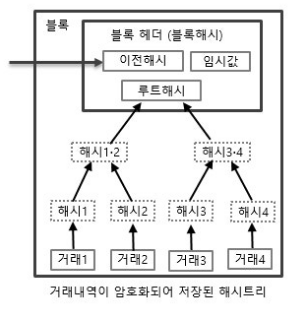 블록
블록 헤더 (블록해시)
이전해시 임시값
루트해시
해시1·2 해시3·4
해시1 해시2 해시3 해시4
거래1 거래2 거래3 거래4
거래내역이 암호화되어 저장된 해시트리